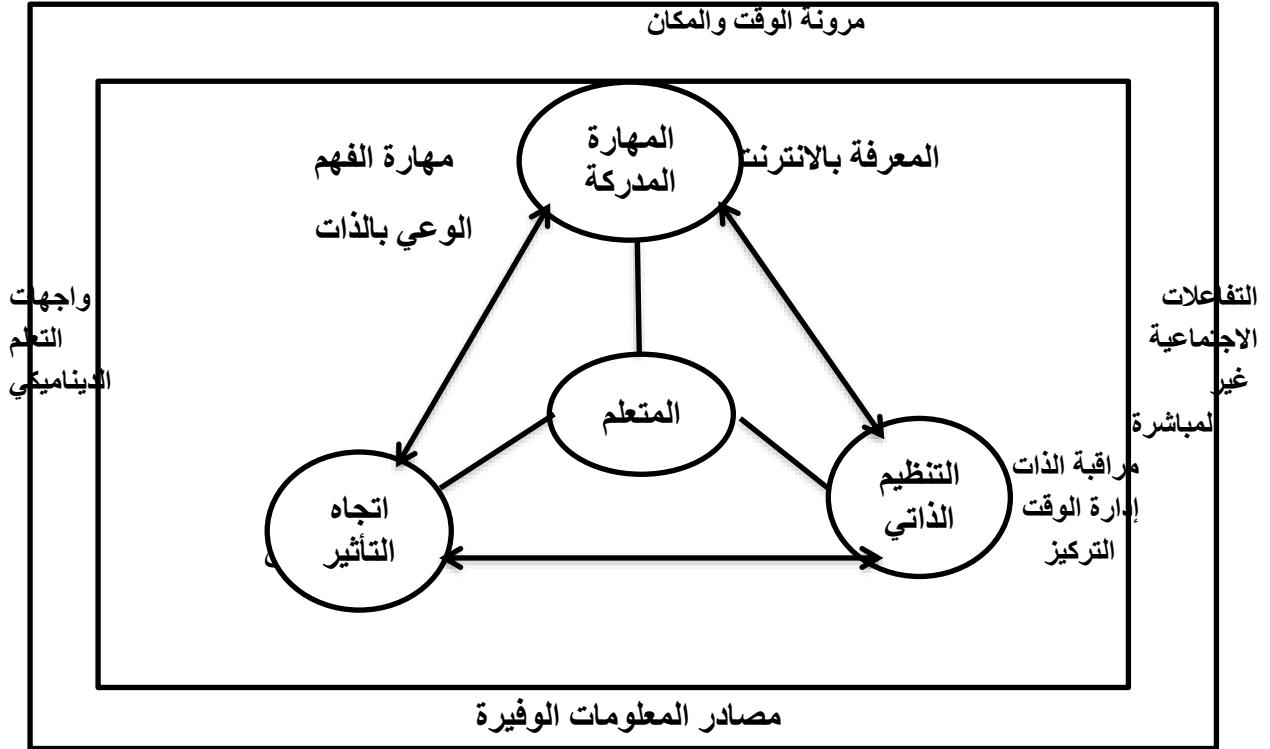 مرونة الوقت والمكان
المهارة
المدركة
المعرفة بالانترنت
مهارة الفهم
الوعي بالذات
التفاعلات
الاجتماعية
غير
لمباشرة
واجهات
التعلم
الديناميكي
المتعلم
التنظيم
الذاتي
مراقبة الذات
إدارة الوقت
التركيز
اتجاه
التأثير
مصادر المعلومات الوفيرة